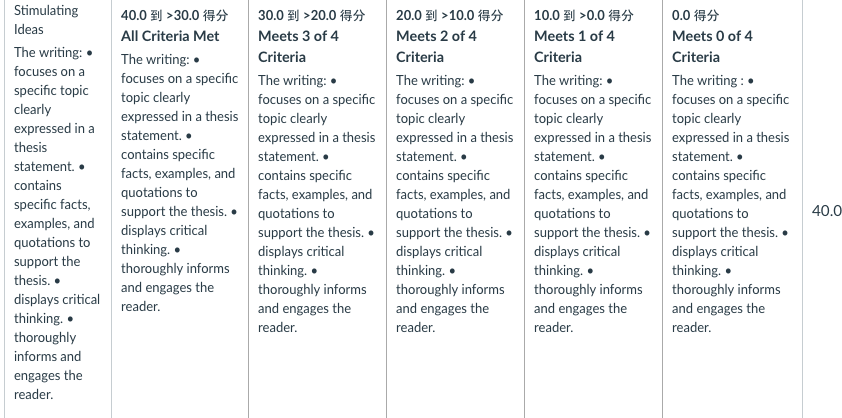 Stimulating
Ideas
The writing: •
focuses on a
specific topic
clearly
expressed in a
thesis
statement. •
contains
specific facts,
examples, and
quotations to
support the
thesis. •
displays critical
thinking. •
thoroughly
informs and
engages the
reader.
40.0 到 >30.0 得分
All Criteria Met
The writing: •
focuses on a specific
topic clearly
expressed in a thesis
statement. •
contains specific
facts, examples, and
quotations to
support the thesis. •
displays critical
thinking. •
thoroughly informs
and engages the
reader.
30.0 到 >20.0 得分
Meets 3 of 4
Criteria
The writing: •
focuses on a specific
topic clearly
expressed in a thesis
statement. •
contains specific
facts, examples, and
quotations to
support the thesis. •
displays critical
thinking. •
thoroughly informs
and engages the
reader.
20.0 到 >10.0 得分
Meets 2 of 4
Criteria
The writing: •
focuses on a specific
topic clearly
expressed in a thesis
statement. •
contains specific
facts, examples, and
quotations to
support the thesis. •
displays critical
thinking. •
thoroughly informs
and engages the
reader.
10.0 到 >0.0 得分
Meets 1 of 4
Criteria
The writing: •
focuses on a specific
topic clearly
expressed in a thesis
statement. •
contains specific
facts, examples, and
quotations to
support the thesis. •
displays critical
thinking. •
thoroughly informs
and engages the
reader.
0.0 得分
Meets 0 of 4
Criteria
The writing : •
focuses on a specific
topic clearly
expressed in a thesis
statement. •
contains specific
facts, examples, and
quotations to
support the thesis. •
displays critical
thinking. •
thoroughly informs
and engages the
reader.
40.0